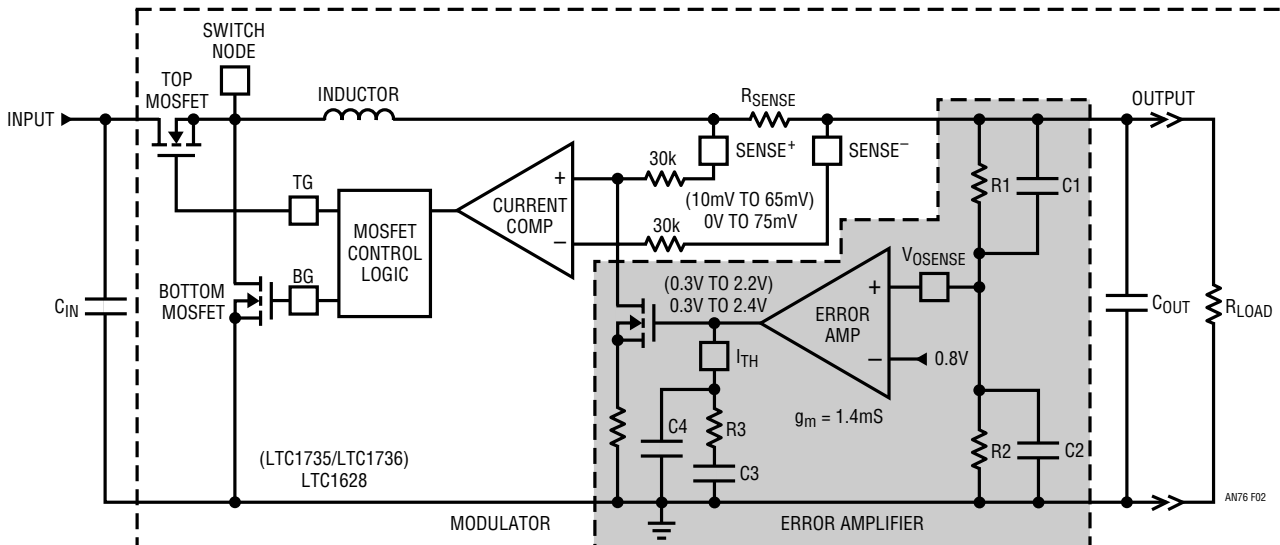 SWITCH
NODE
TOP
MOSFET
INPUT
INDUCTOR
RSENSE
OUTPUT
SENSE+
SENSE−
30k
(10mV TO 65mV)
0V TO 75mV
30k
TG
MOSFET
CONTROL
LOGIC
CURRENT
COMP
+
−
R1
C1
BG
BOTTOM
MOSFET
CIN
(0.3V TO 2.2V)
0.3V TO 2.4V
VOSENSE
ERROR
AMP
+
−
0.8V
COUT
RLOAD
ITH
gm = 1.4mS
C4
R3
C3
R2
C2
(LTC1735/LTC1736)
LTC1628
MODULATOR
ERROR AMPLIFIER
AN76 F02